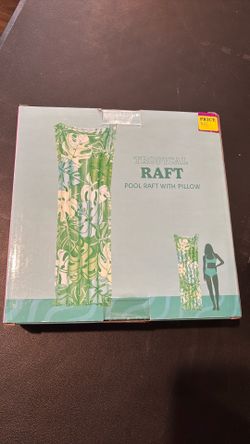 PRICE
TROPICAL
RAFT
POOL RAFT WITH PILLOW